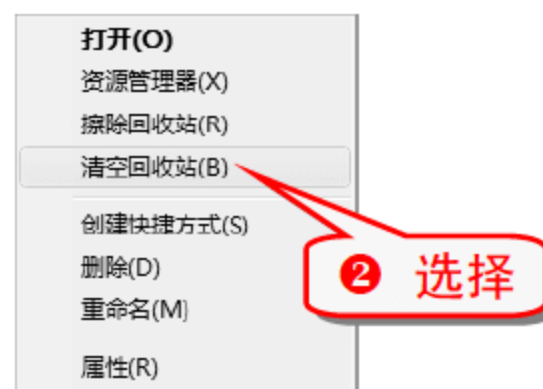 打开(O)
资源管理器(X)
擦除回收站(R)
清空回收站(B)
创建快捷方式(S)
删除(D)
❷ 选择
重命名(M)
属性(R)